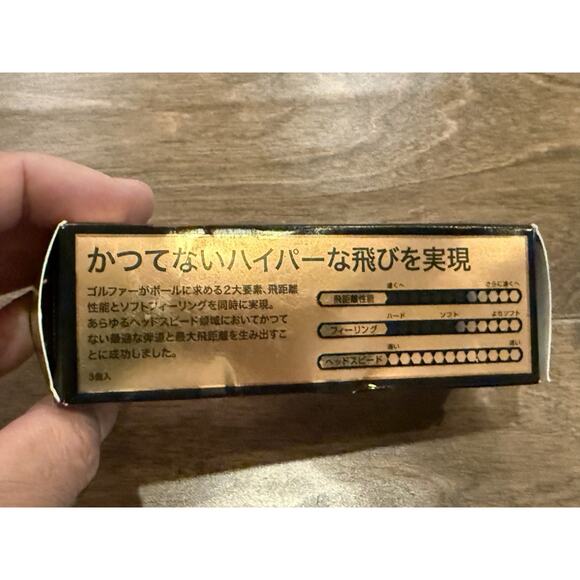 かつてないハイパーな飛びを実現
ゴルファーがボールに求める2大要素、飛距離
性能とソフトフィーリングを同時に実現。
あらゆるヘッドスピード領域においてかつて
ない最適な弾道と最大飛距離を生み出すこ
とに成功しました。
3個入
遠くへ さらに遠くへ
飛距離性能
ハード ソフト よりソフト
フィーリング
遅い 速い
ヘッドスピード